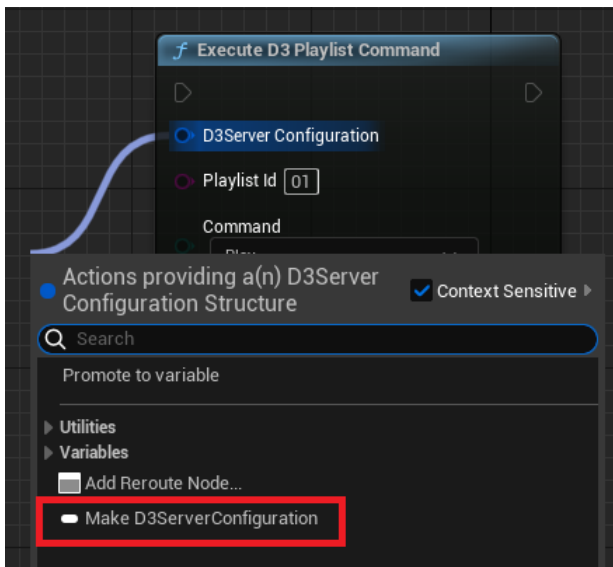 f Execute D3 Playlist Command
D3Server Configuration
Playlist Id 01
Command
Play
Actions providing a(n) D3Server
Configuration Structure
Context Sensitive
Search
Promote to variable
Utilities
Variables
Add Reroute Node...
Make D3ServerConfiguration